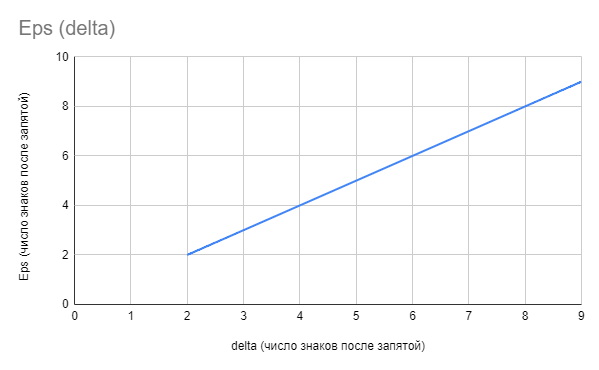 Eps (delta)
Eps (число знаков после запятой)
10
8
6
4
2
0
0 1 2 3 4 5 6 7 8 9
delta (число знаков после запятой)